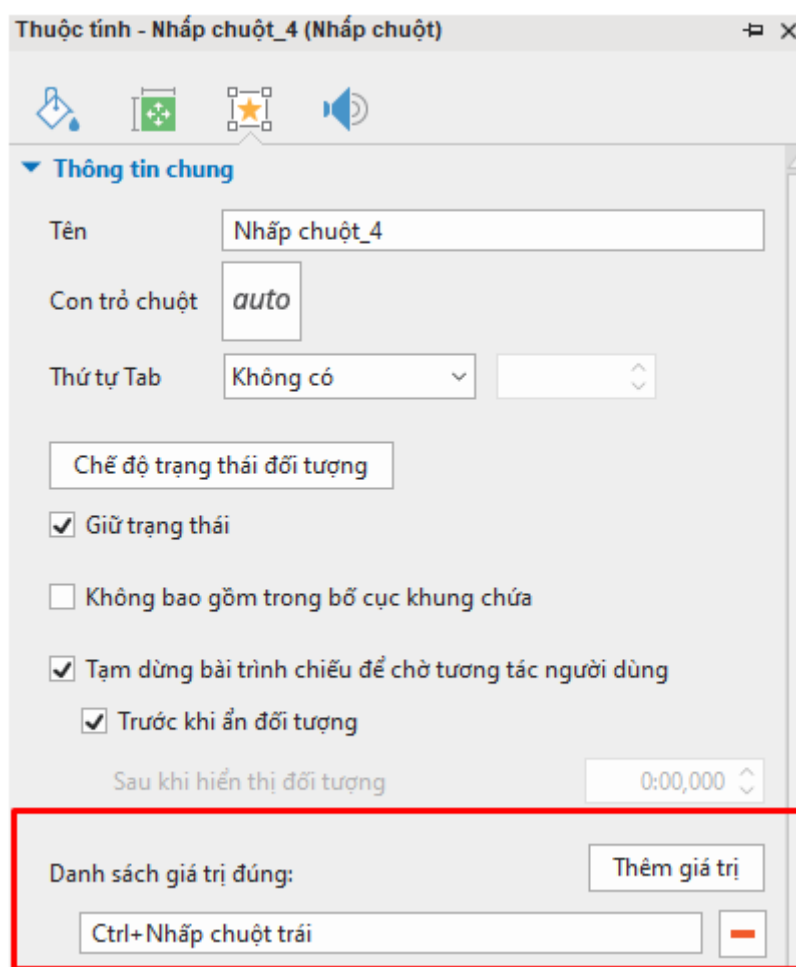 Thuộc tính - Nhấp chuột_4 (Nhấp chuột)
Thông tin chung
Tên Nhấp chuột_4
Con trỏ chuột auto
Thứ tự Tab Không có
Chế độ trạng thái đối tượng
Giữ trạng thái
Không bao gồm trong bố cục khung chứa
Tạm dừng bài trình chiếu để chờ tương tác người dùng
Trước khi ẩn đối tượng
Sau khi hiển thị đối tượng 0:00,000
Danh sách giá trị đúng: Thêm giá trị
Ctrl+Nhấp chuột trái